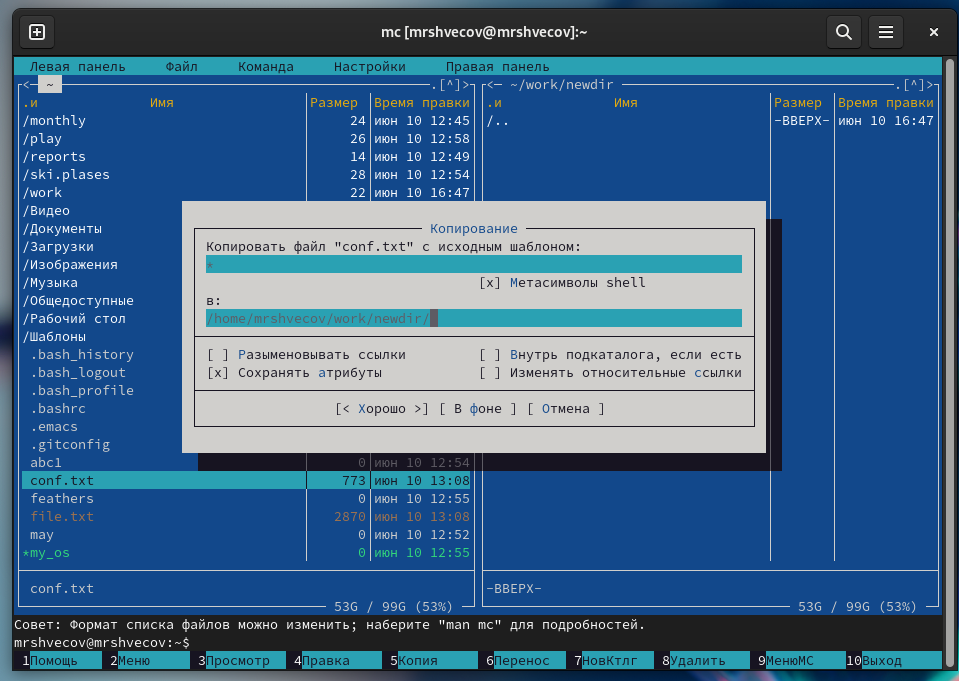 mc [mrshvecov@mrshvecov]:~
Левая панель Файл Команда Настройки Правая панель
<─ ~ .[^]> <─ ~/work/newdir .[^]>
.и Имя Размер Время правки .и Имя Размер Время правки
/monthly 24 июн 10 12:45 /.. -ВВЕРХ- июн 10 16:47
/play 26 июн 10 12:58
/reports 14 июн 10 12:49
/ski.plases 28 июн 10 12:54
/work 22 июн 10 16:47
/Видео
/Документы Копирование
/Загрузки Копировать файл "conf.txt" с исходным шаблоном:
/Изображения *
/Музыка [x] Метасимволы shell
/Общедоступные в:
/Рабочий стол /home/mrshvecov/work/newdir/
/Шаблоны
.bash_history [ ] Разыменовывать ссылки [ ] Внутрь подкаталога, если есть
.bash_logout [x] Сохранять атрибуты [ ] Изменять относительные ссылки
.bash_profile
.bashrc [< Хорошо >] [ В фоне ] [ Отмена ]
.emacs
.gitconfig
abc1 0 июн 10 12:54
conf.txt 773 июн 10 13:08
feathers 0 июн 10 12:55
file.txt 2870 июн 10 13:08
may 0 июн 10 12:52
*my_os 0 июн 10 12:55
conf.txt -ВВЕРХ-
53G / 99G (53%) 53G / 99G (53%)
Совет: Формат списка файлов можно изменить; наберите "man mc" для подробностей.
mrshvecov@mrshvecov:~$
1Помощь 2Меню 3Просмотр 4Правка 5Копия 6Перенос 7НовКтлг 8Удалить 9МенюMC 10Выход